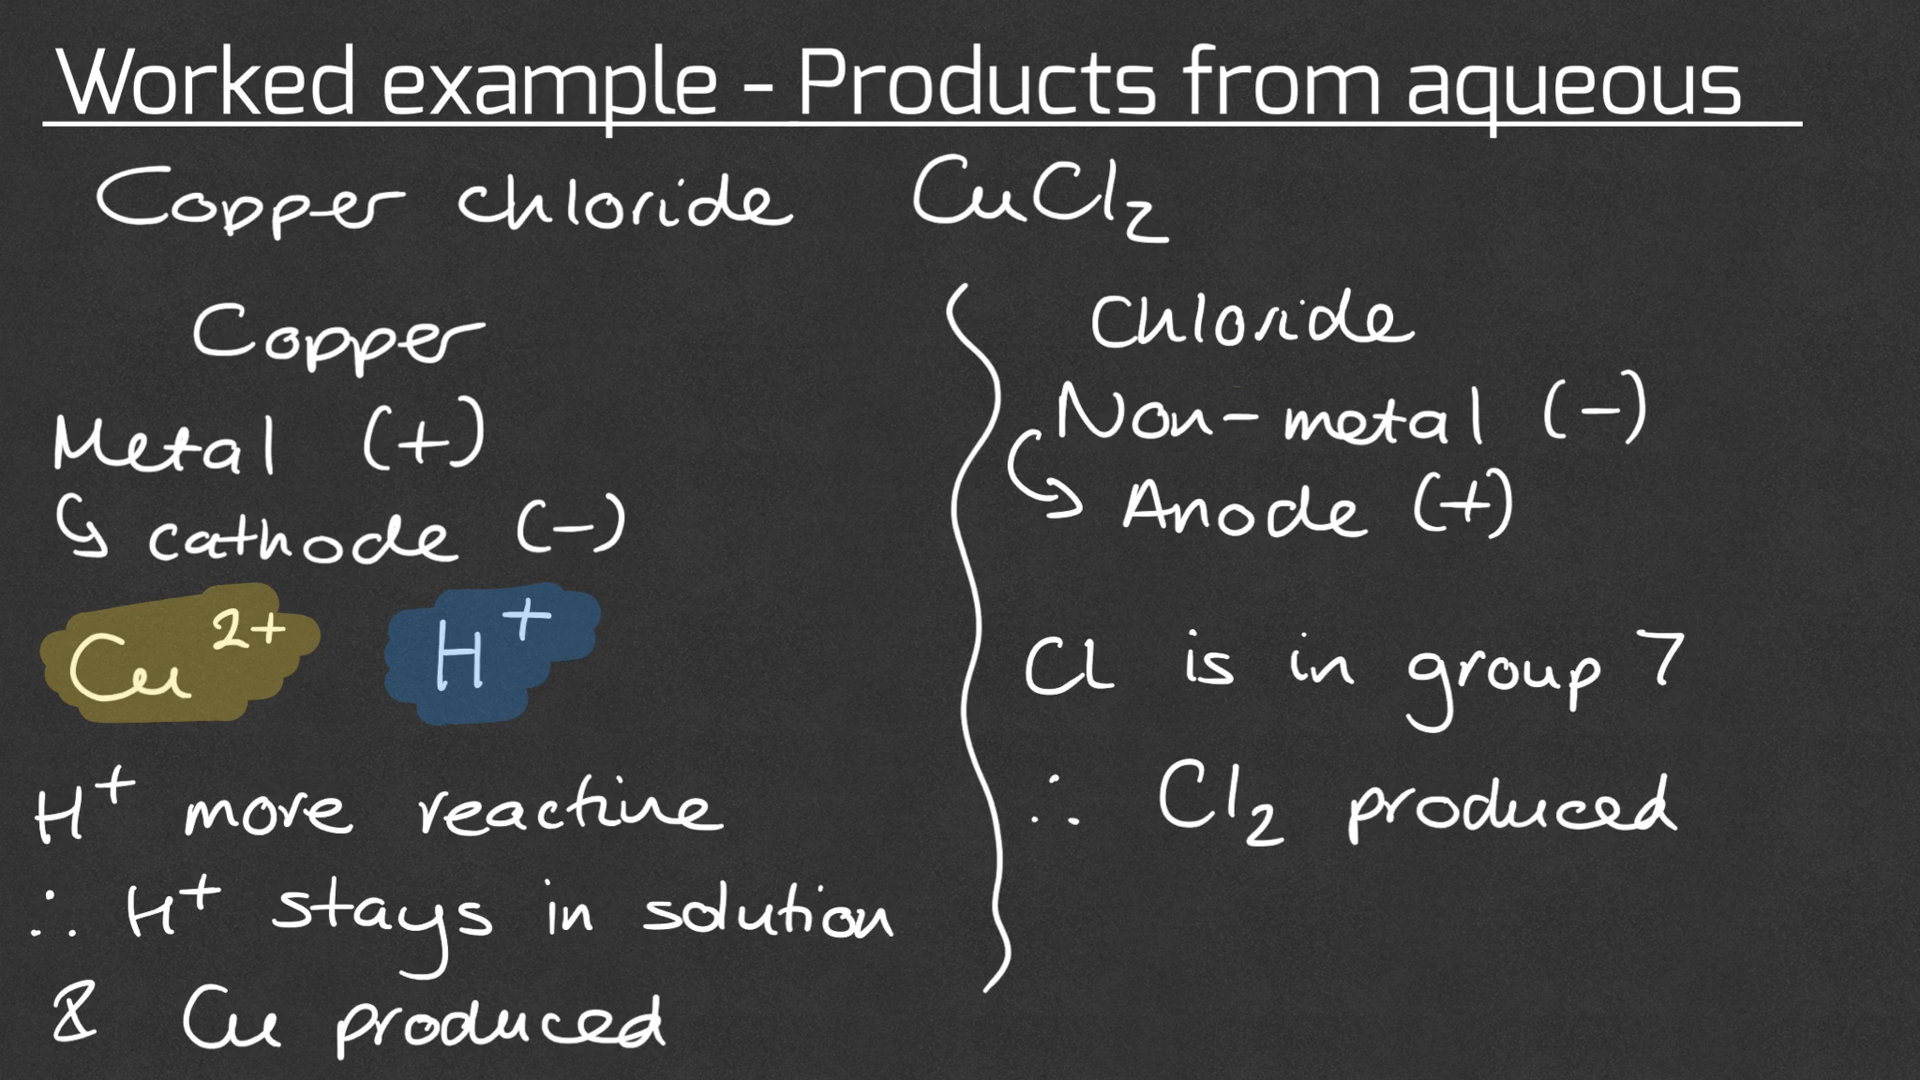 Worked example - Products from aqueous
Copper chloride CuCl₂
Copper
Metal (+)
↳ cathode (-)
Cu²⁺ H⁺
H⁺ more reactive
∴ H⁺ stays in solution
& Cu produced
Chloride
Non-metal (-)
↳ Anode (+)
Cl is in group 7
∴ Cl₂ produced